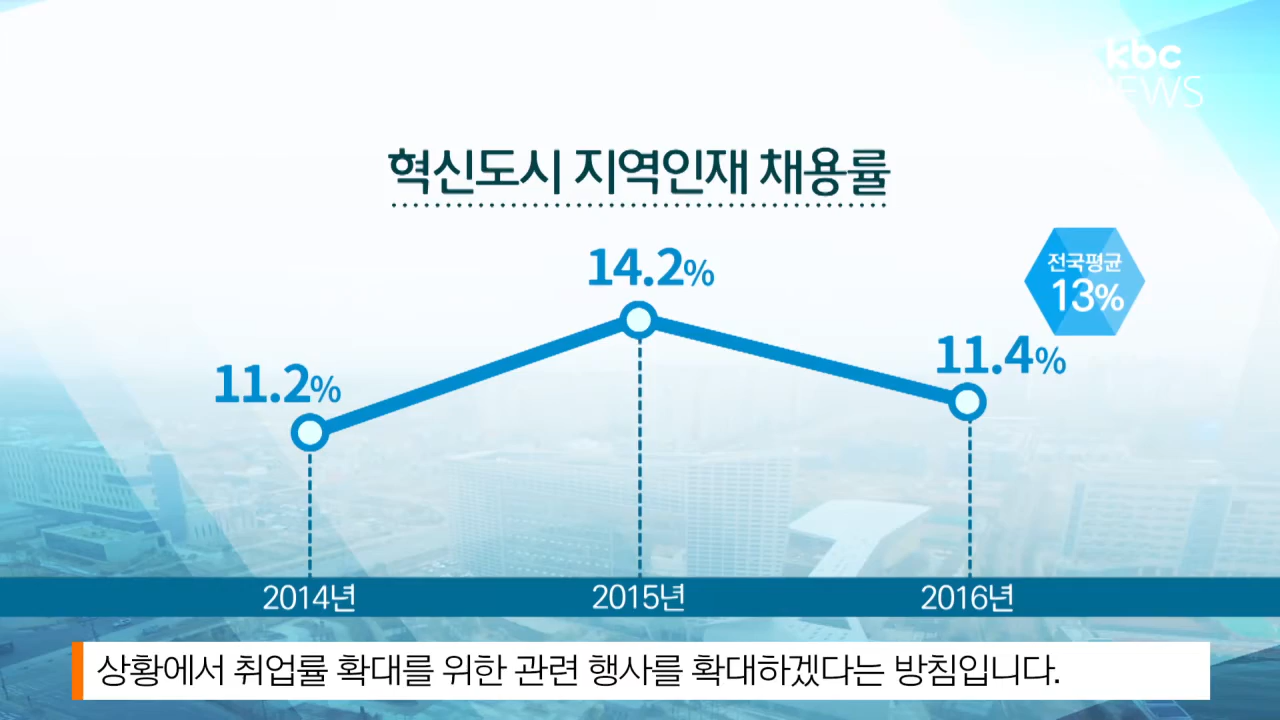 kbc
NEWS
혁신도시 지역인재 채용률
14.2%
전국평균
13%
11.2%
11.4%
2014년
2015년
2016년
상황에서 취업률 확대를 위한 관련 행사를 확대하겠다는 방침입니다.